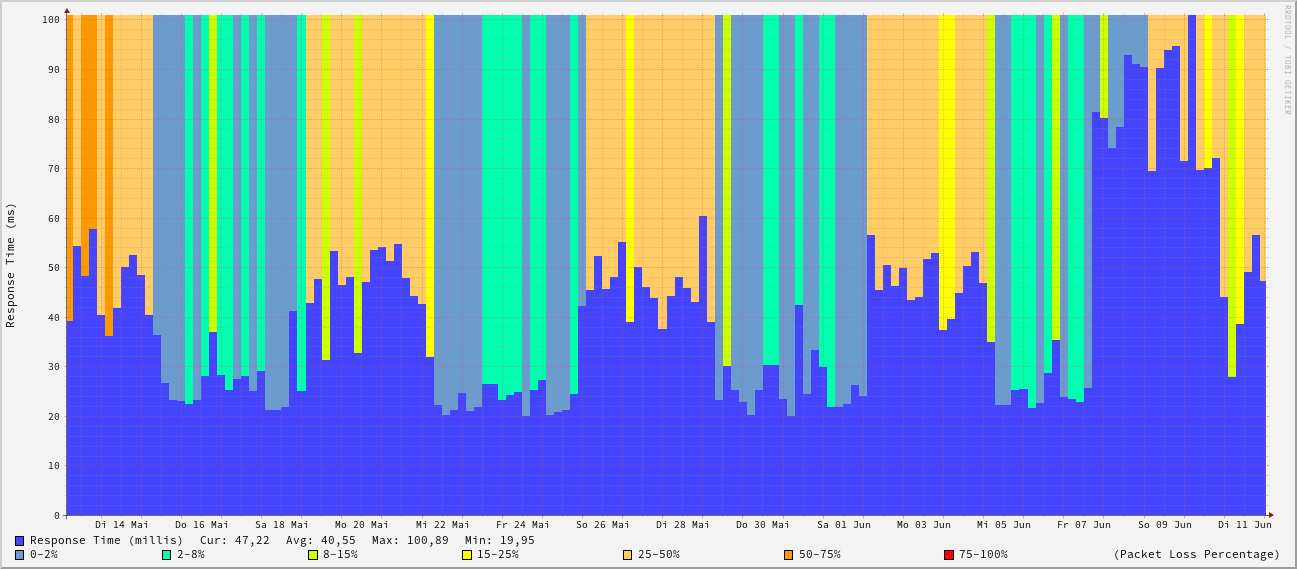 RRDTOOL / TOBI OETIKER
Response Time (ms)
100
90
80
70
60
50
40
30
20
10
0
Di 14 Mai Do 16 Mai Sa 18 Mai Mo 20 Mai Mi 22 Mai Fr 24 Mai So 26 Mai Di 28 Mai Do 30 Mai Sa 01 Jun Mo 03 Jun Mi 05 Jun Fr 07 Jun So 09 Jun Di 11 Jun
Response Time (millis) Cur: 47,22 Avg: 40,55 Max: 100,89 Min: 19,95
0-2% 2-8% 8-15% 15-25% 25-50% 50-75% 75-100% (Packet Loss Percentage)